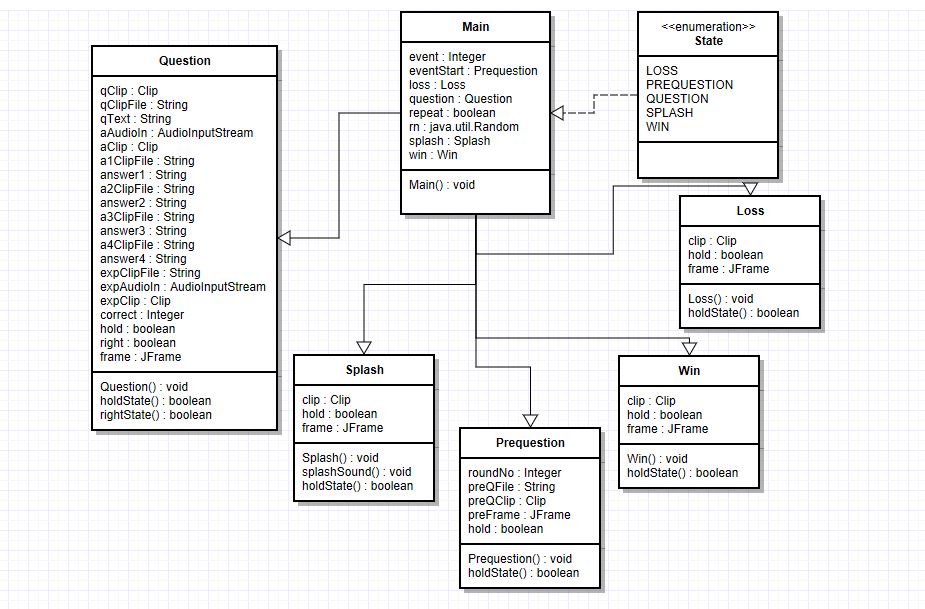 Main
event : Integer
eventStart : Prequestion
loss : Loss
question : Question
repeat : boolean
rn : java.util.Random
splash : Splash
win : Win
Main() : void
<<enumeration>>
State
LOSS
PREQUESTION
QUESTION
SPLASH
WIN
Question
qClip : Clip
qClipFile : String
qText : String
aAudioIn : AudioInputStream
aClip : Clip
a1ClipFile : String
answer1 : String
a2ClipFile : String
answer2 : String
a3ClipFile : String
answer3 : String
a4ClipFile : String
answer4 : String
expClipFile : String
expAudioIn : AudioInputStream
expClip : Clip
correct : Integer
hold : boolean
right : boolean
frame : JFrame
Question() : void
holdState() : boolean
rightState() : boolean
Loss
clip : Clip
hold : boolean
frame : JFrame
Loss() : void
holdState() : boolean
Splash
clip : Clip
hold : boolean
frame : JFrame
Splash() : void
splashSound() : void
holdState() : boolean
Win
clip : Clip
hold : boolean
frame : JFrame
Win() : void
holdState() : boolean
Prequestion
roundNo : Integer
preQFile : String
preQClip : Clip
preFrame : JFrame
hold : boolean
Prequestion() : void
holdState() : boolean